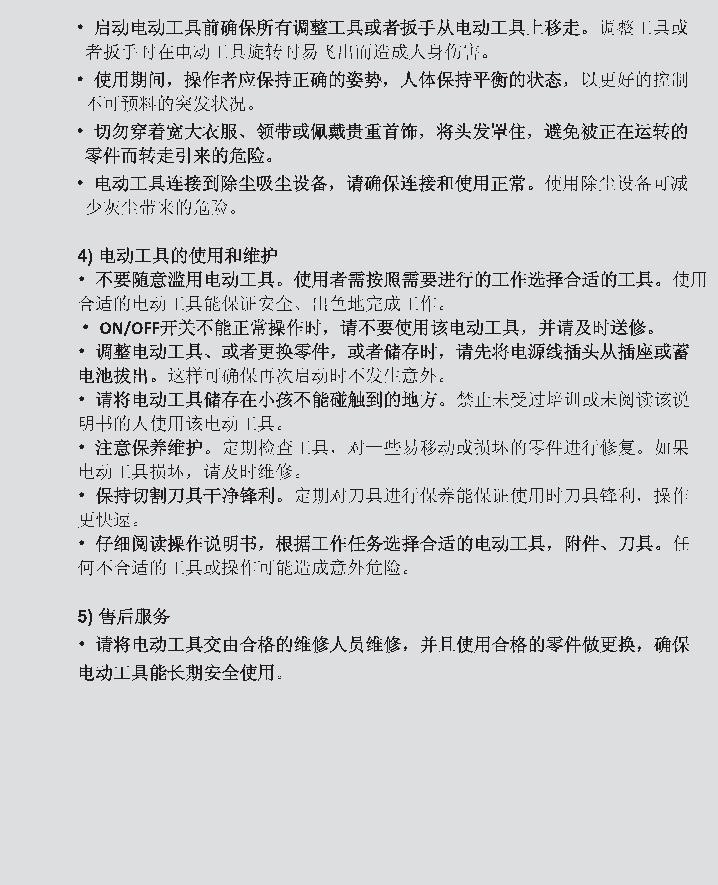 • 启动电动工具前确保所有调整工具或者扳手从电动工具上移走。调整工具或
者扳手时在电动工具旋转时易飞出而造成人身伤害。
• 使用期间，操作者应保持正确的姿势，人体保持平衡的状态，以更好的控制
不可预料的突发状况。
• 切勿穿着宽大衣服、领带或佩戴贵重首饰，将头发罩住，避免被正在运转的
零件而转走引来的危险。
• 电动工具连接到除尘吸尘设备，请确保连接和使用正常。使用除尘设备可减
少灰尘带来的危险。
4) 电动工具的使用和维护
• 不要随意滥用电动工具。使用者需按照需要进行的工作选择合适的工具。使用
合适的电动工具能保证安全、出色地完成工作。
• ON/OFF开关不能正常操作时，请不要使用该电动工具，并请及时送修。
• 调整电动工具、或者更换零件，或者储存时，请先将电源线插头从插座或蓄
电池拔出。这样可确保再次启动时不发生意外。
• 请将电动工具储存在小孩不能碰触到的地方。禁止未受过培训或未阅读该说
明书的人使用该电动工具。
• 注意保养维护。定期检查工具，对一些易移动或损坏的零件进行修复。如果
电动工具损坏，请及时维修。
• 保持切割刀具干净锋利。定期对刀具进行保养能保证使用时刀具锋利，操作
更快速。
• 仔细阅读操作说明书，根据工作任务选择合适的电动工具，附件、刀具。任
何不合适的工具或操作可能造成意外危险。
5) 售后服务
• 请将电动工具交由合格的维修人员维修，并且使用合格的零件做更换，确保
电动工具能长期安全使用。